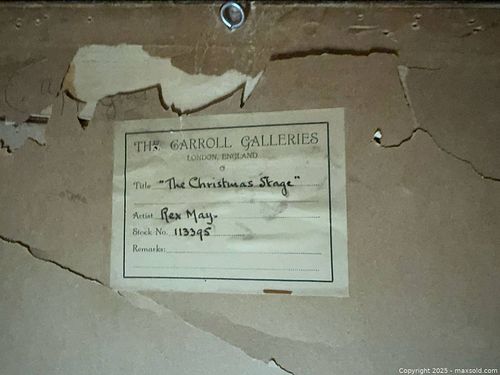 THE CARROLL GALLERIES
LONDON, ENGLAND
Title "The Christmas Stage"
Artist Rex May.
Stock No. 113395
Remarks:
Copyright 2025 - maxsold.com